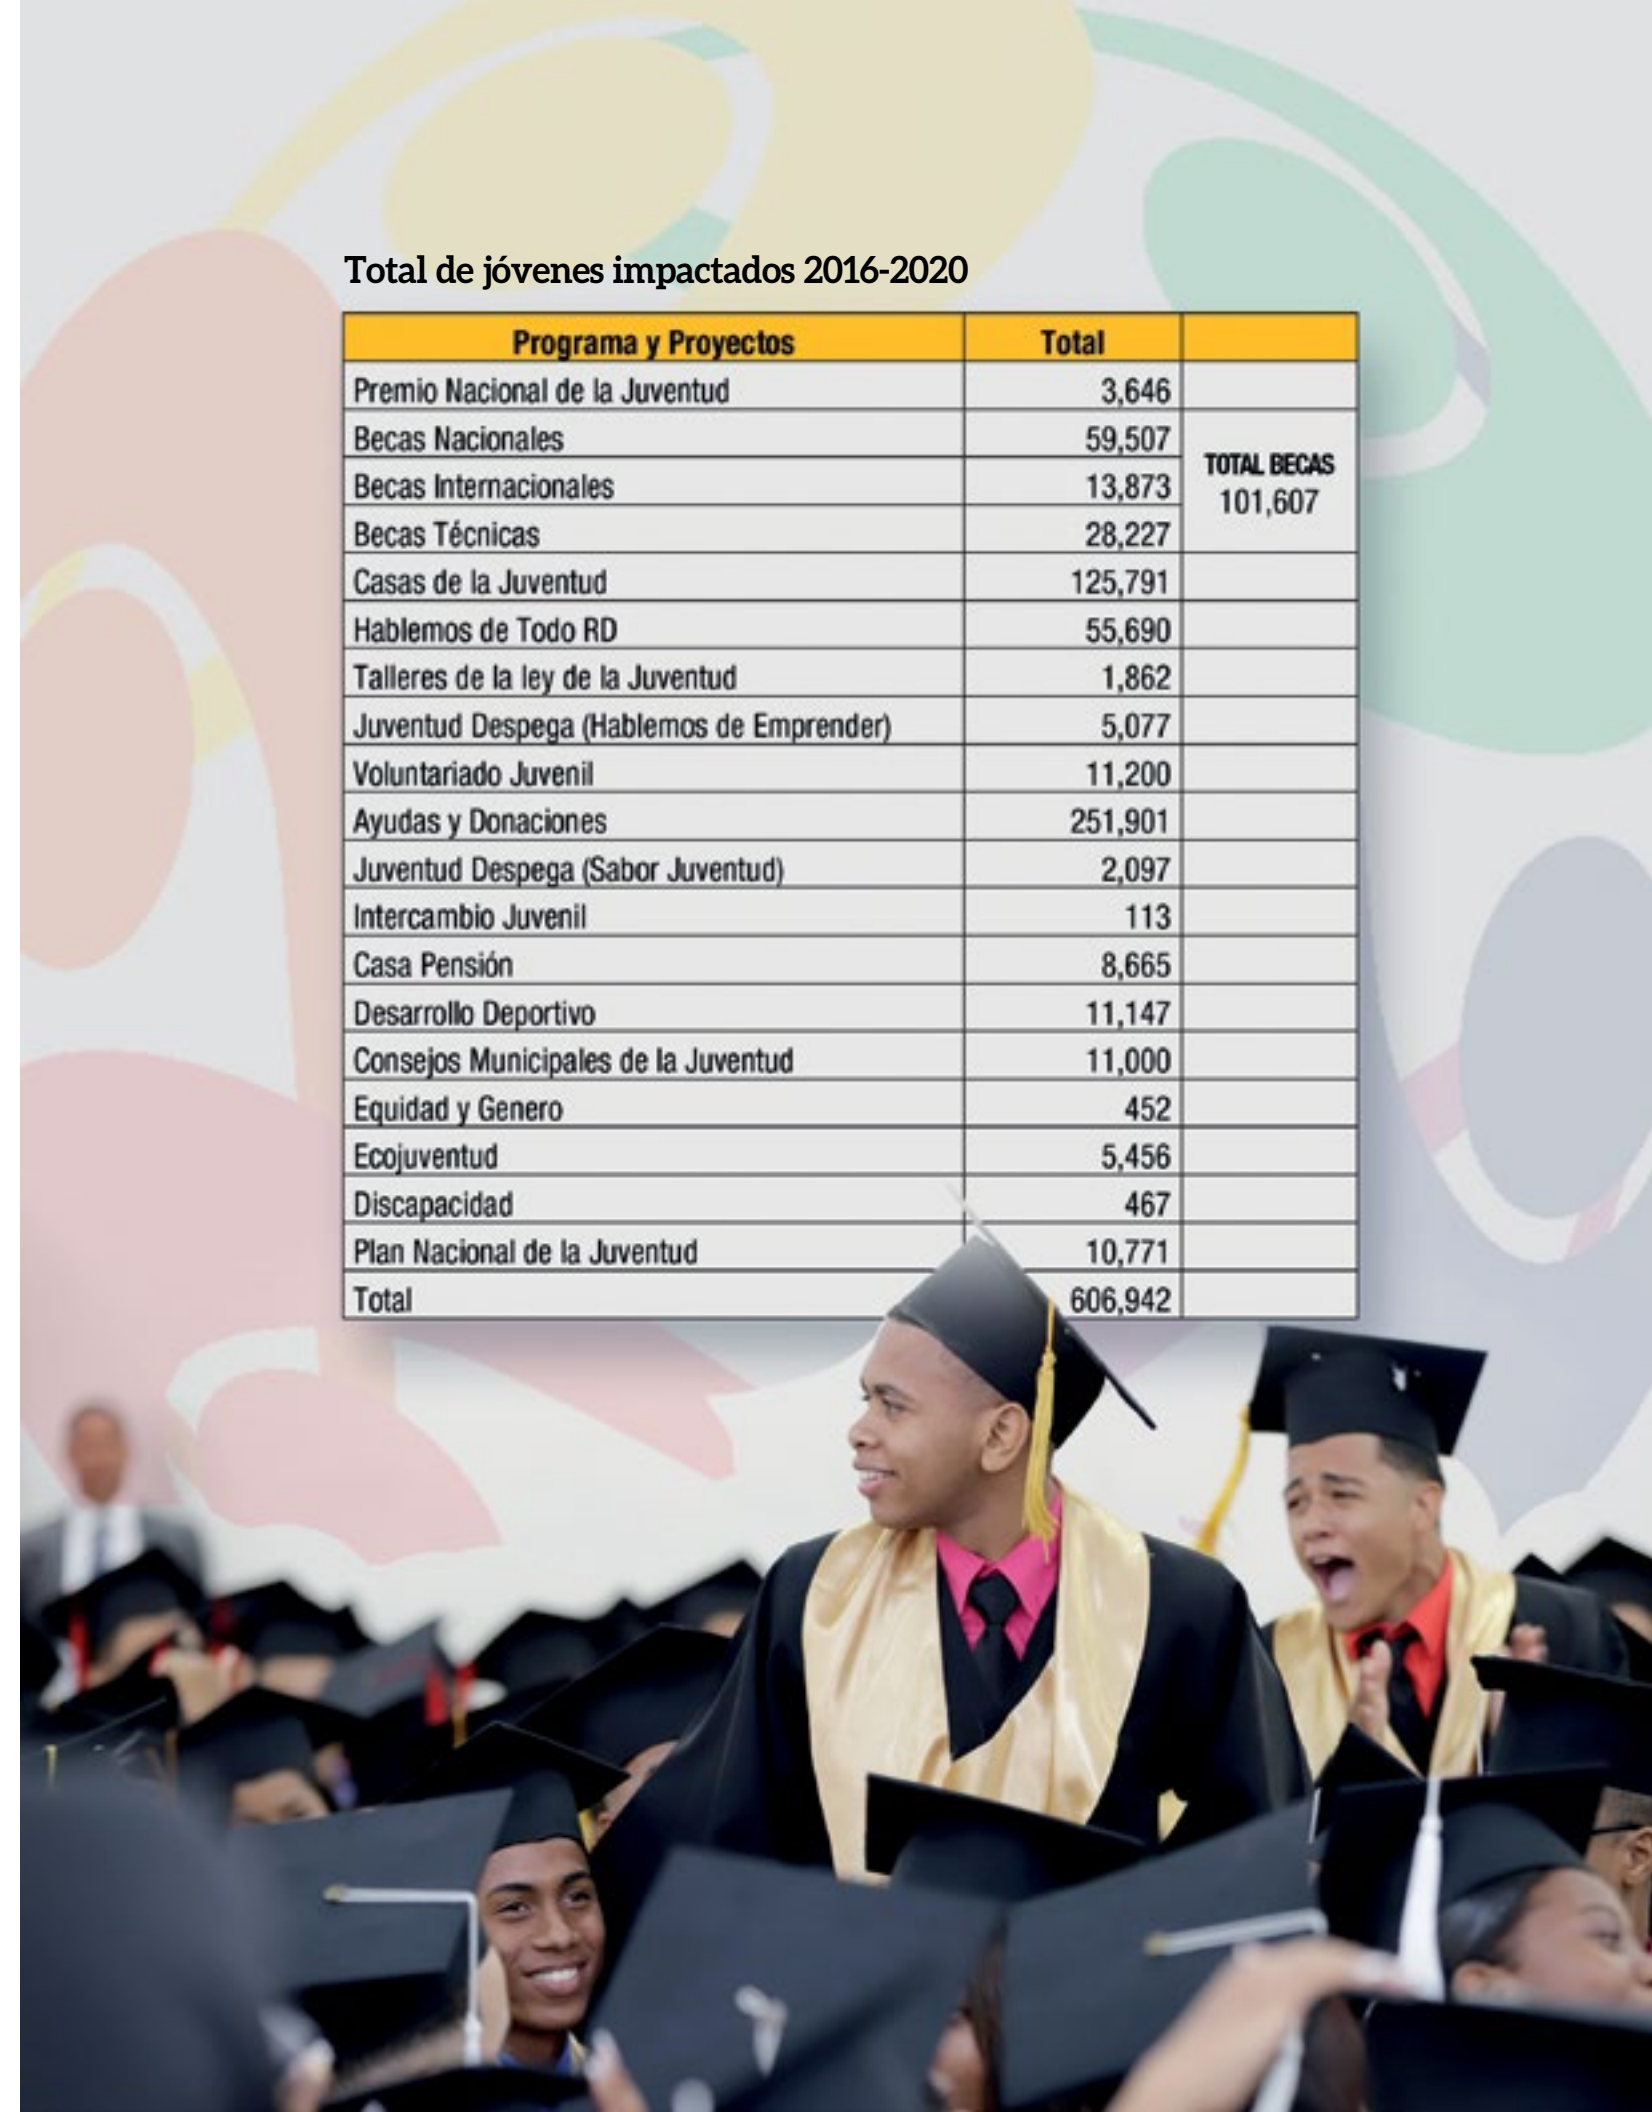 Total de jóvenes impactados 2016-2020
Programa y Proyectos Total
Premio Nacional de la Juventud 3,646
Becas Nacionales 59,507
TOTAL BECAS
Becas Internacionales 13,873
101,607
Becas Técnicas 28,227
Casas de la Juventud 125,791
Hablemos de Todo RD 55,690
Talleres de la ley de la Juventud 1,862
Juventud Despega (Hablemos de Emprender) 5,077
Voluntariado Juvenil 11,200
Ayudas y Donaciones 251,901
Juventud Despega (Sabor Juventud) 2,097
Intercambio Juvenil 113
Casa Pensión 8,665
Desarrollo Deportivo 11,147
Consejos Municipales de la Juventud 11,000
Equidad y Genero 452
Ecojuventud 5,456
Discapacidad 467
Plan Nacional de la Juventud 10,771
Total 606,942